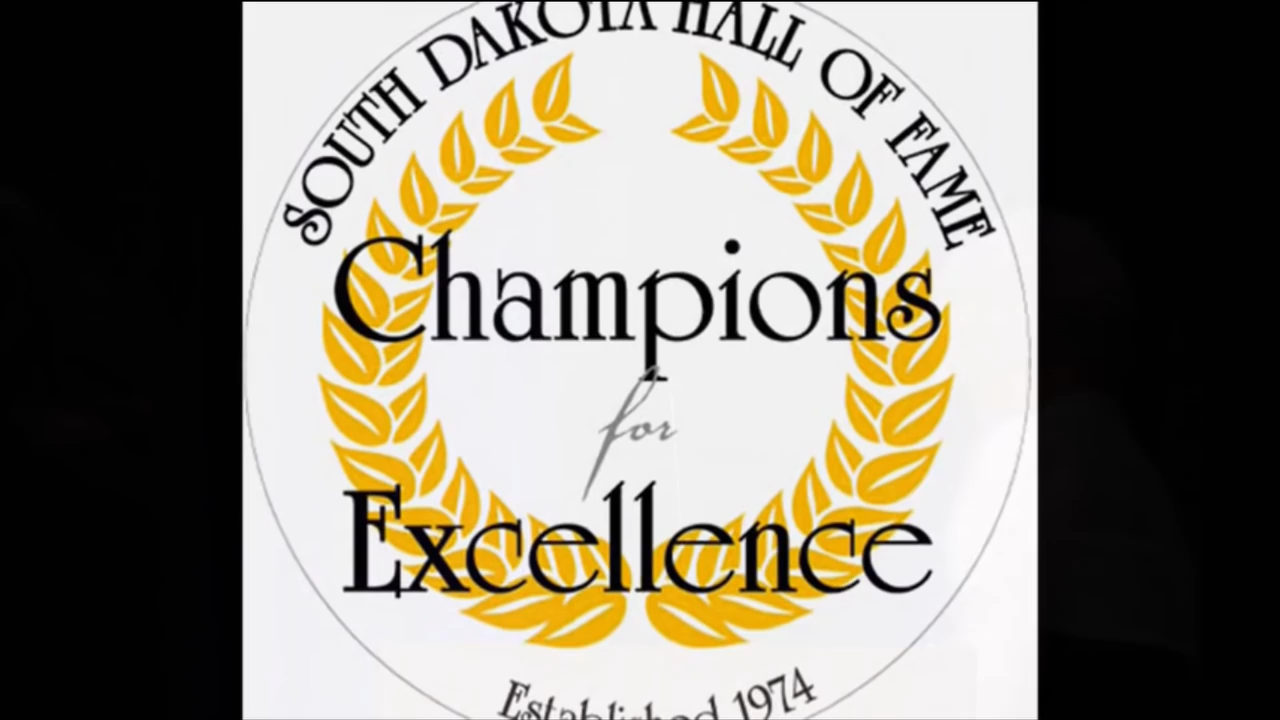 SOUTH DAKOTA HALL OF FAME
Champions
for
Excellence
Established 1974